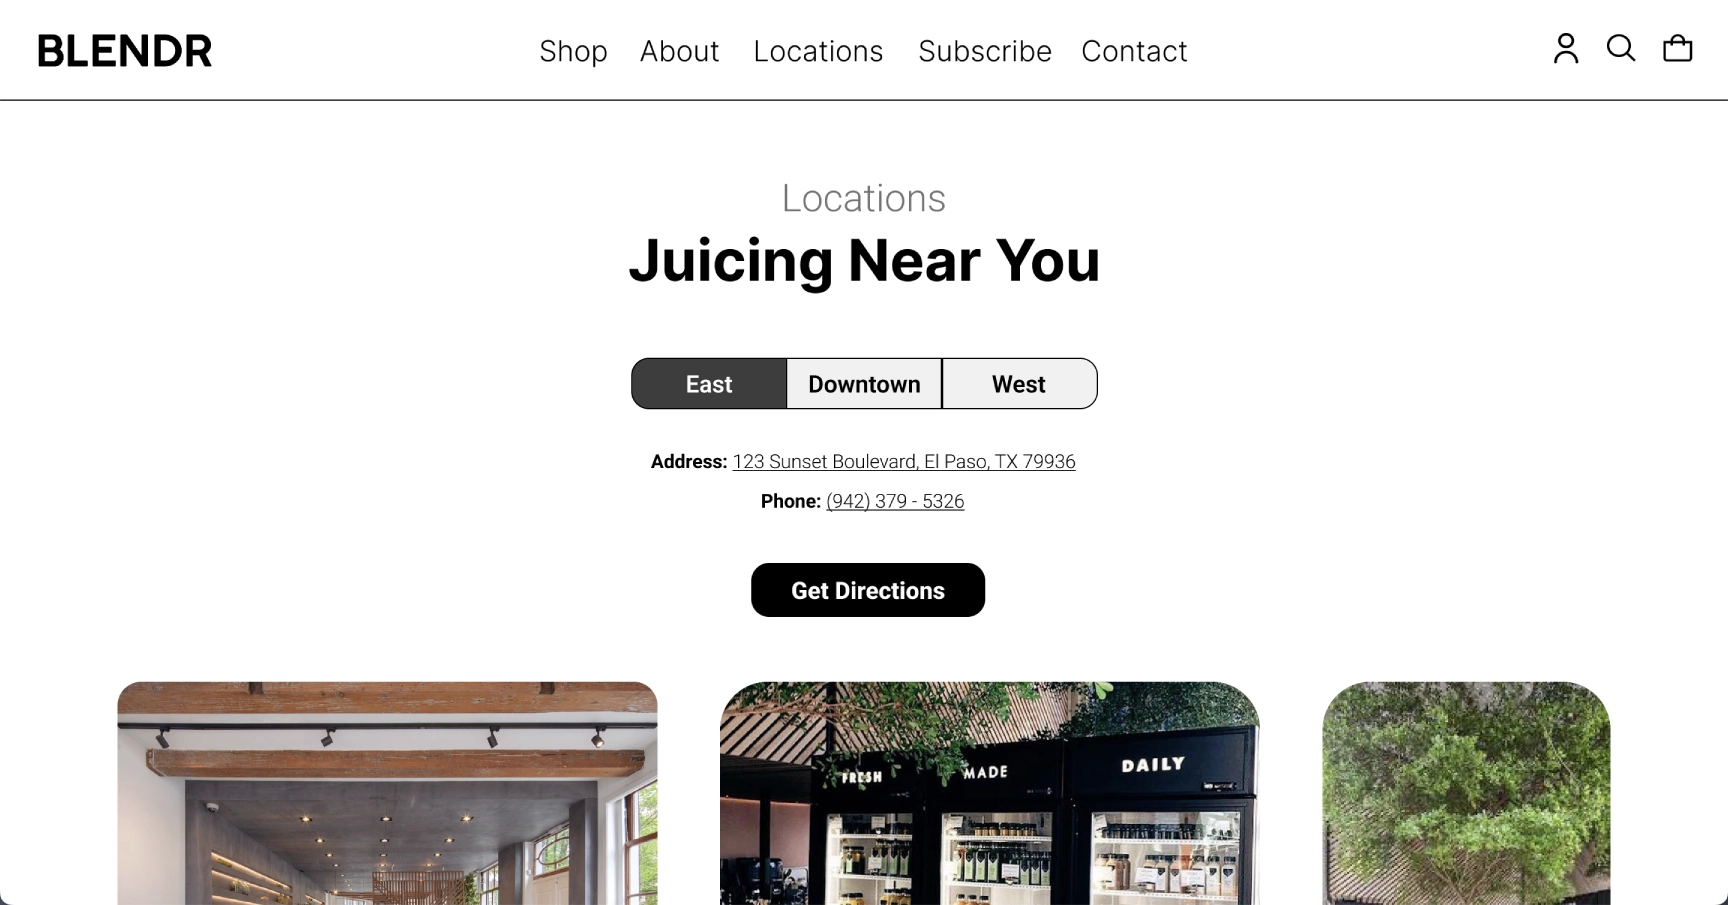 BLENDR
Shop About Locations Subscribe Contact
Locations
Juicing Near You
East Downtown West
Address: 123 Sunset Boulevard, El Paso, TX 79936
Phone: (942) 379 - 5326
Get Directions
FRESH MADE DAILY